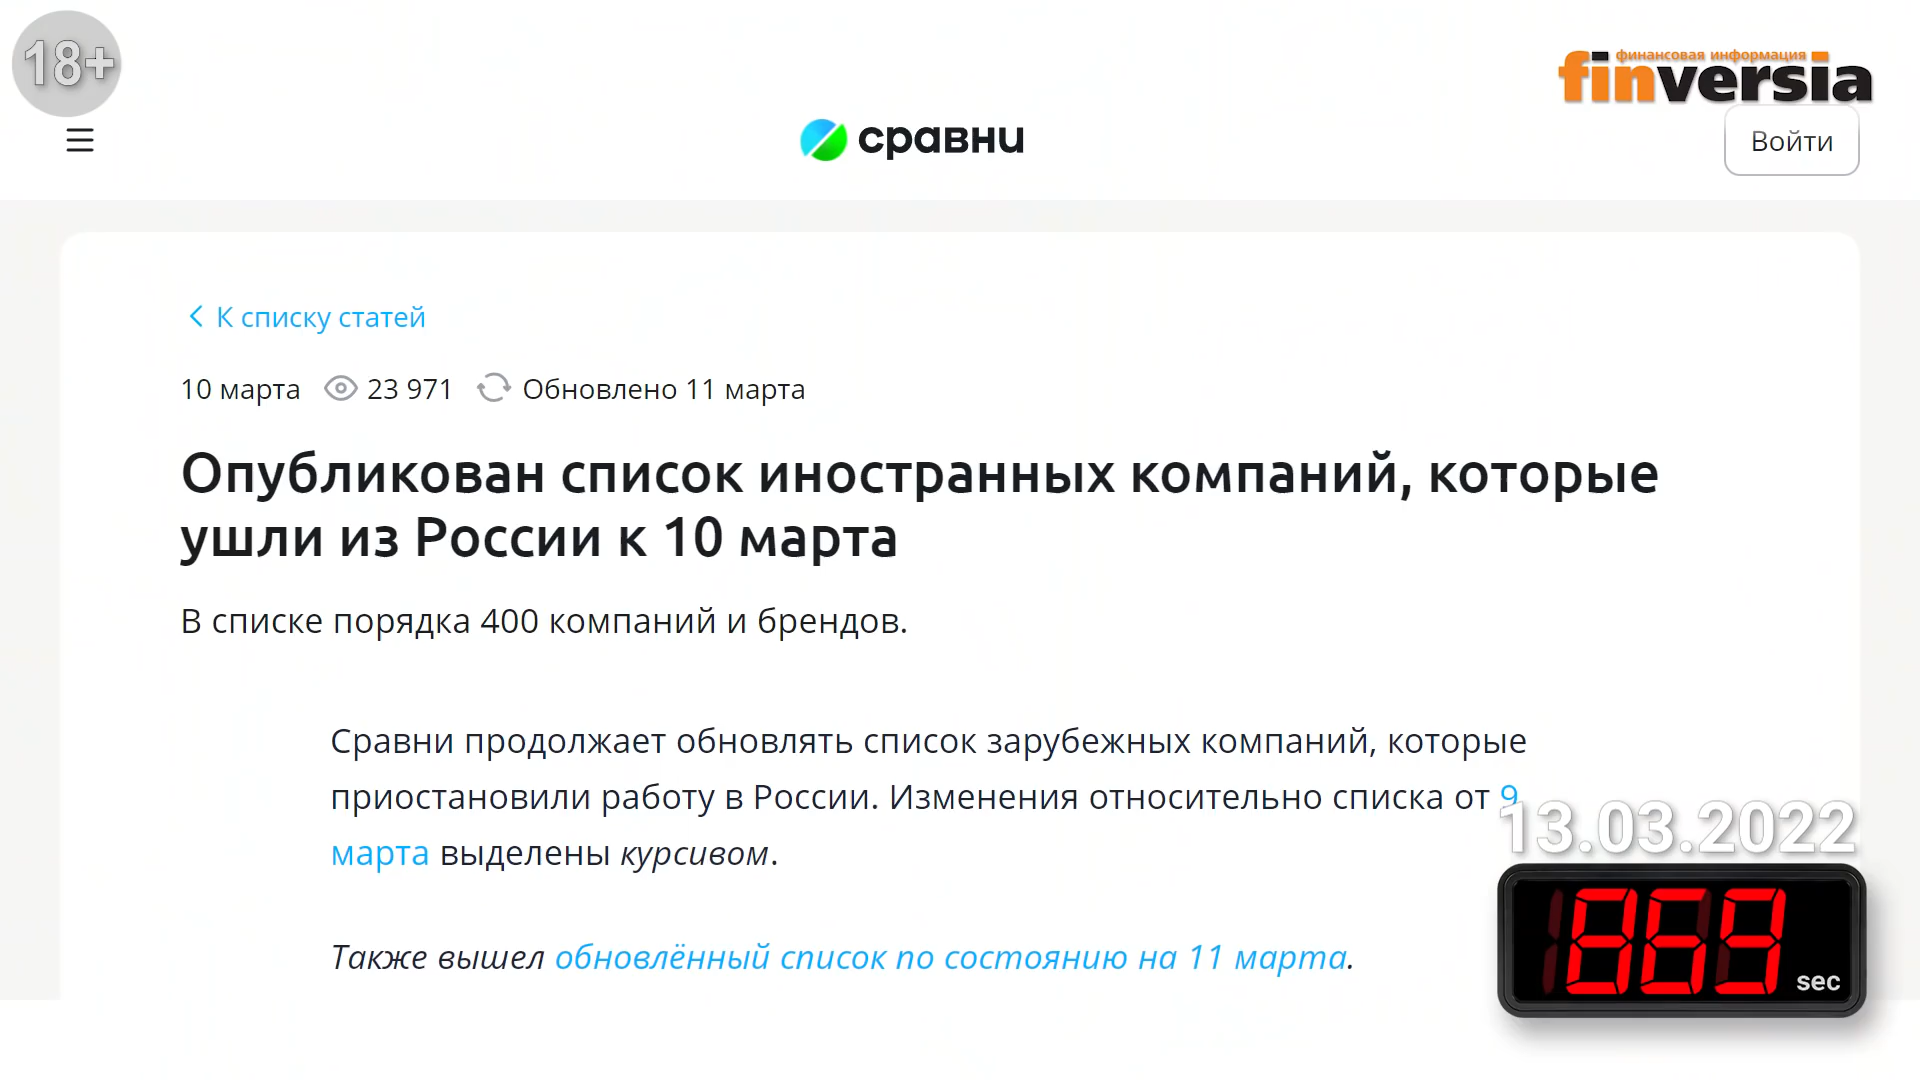 18+
финансовая информация
finversia
сравни
Войти
К списку статей
10 марта 23 971 Обновлено 11 марта
Опубликован список иностранных компаний, которые
ушли из России к 10 марта
В списке порядка 400 компаний и брендов.
Сравни продолжает обновлять список зарубежных компаний, которые
приостановили работу в России. Изменения относительно списка от 9
марта выделены курсивом.
13.03.2022
Также вышел обновлённый список по состоянию на 11 марта.
869 sec